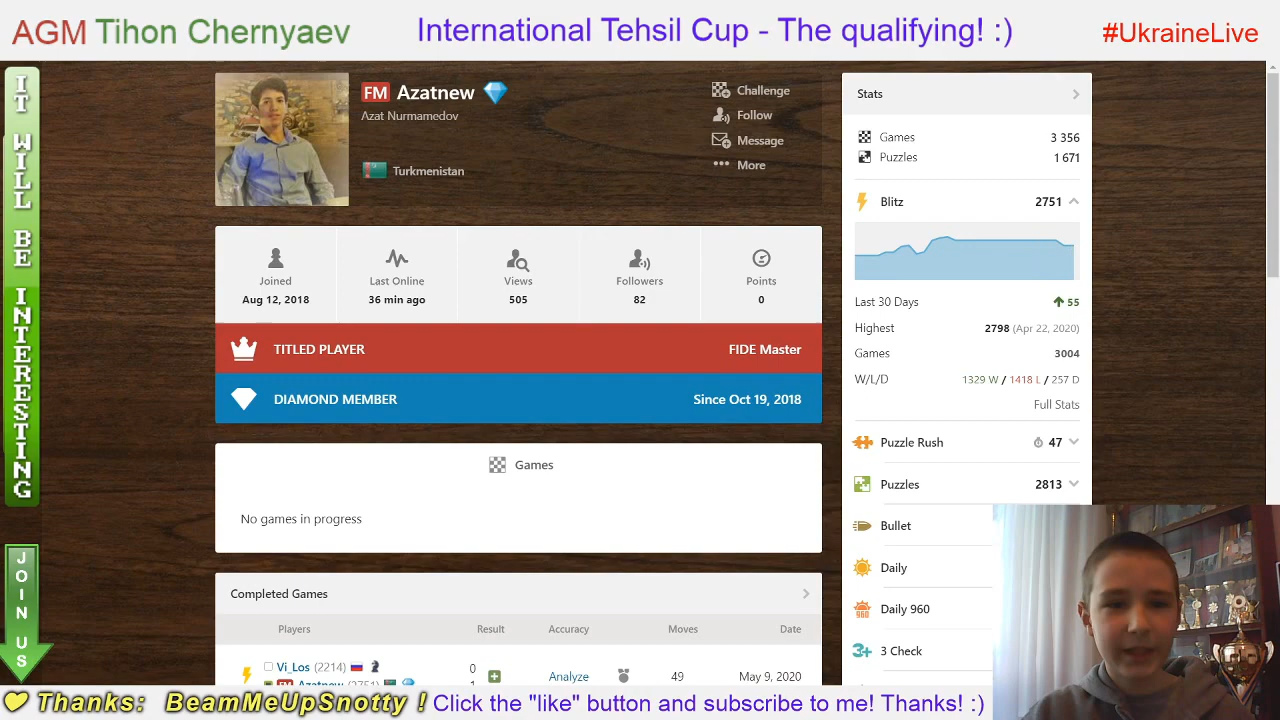 AGM Tihon Chernyaev
International Tehsil Cup - The qualifying! :)
#UkraineLive
IT WILL BE INTERESTING
JOIN US
FM Azatnew
Azat Nurmamedov
Turkmenistan
Challenge
Follow
Message
More
Joined
Aug 12, 2018
Last Online
36 min ago
Views
505
Followers
82
Points
0
TITLED PLAYER FIDE Master
DIAMOND MEMBER Since Oct 19, 2018
Games
No games in progress
Completed Games
Players Result Accuracy Moves Date
Vi_Los (2214) 0
FM Azatnew (2751) 1
Analyze 49 May 9, 2020
Stats
Games 3 356
Puzzles 1 671
Blitz 2751
Last 30 Days 55
Highest 2798 (Apr 22, 2020)
Games 3004
W/L/D 1329 W / 1418 L / 257 D
Full Stats
Puzzle Rush 47
Puzzles 2813
Bullet
Daily
Daily 960
3 Check
Thanks: BeamMeUpSnotty ! Click the "like" button and subscribe to me! Thanks! :)